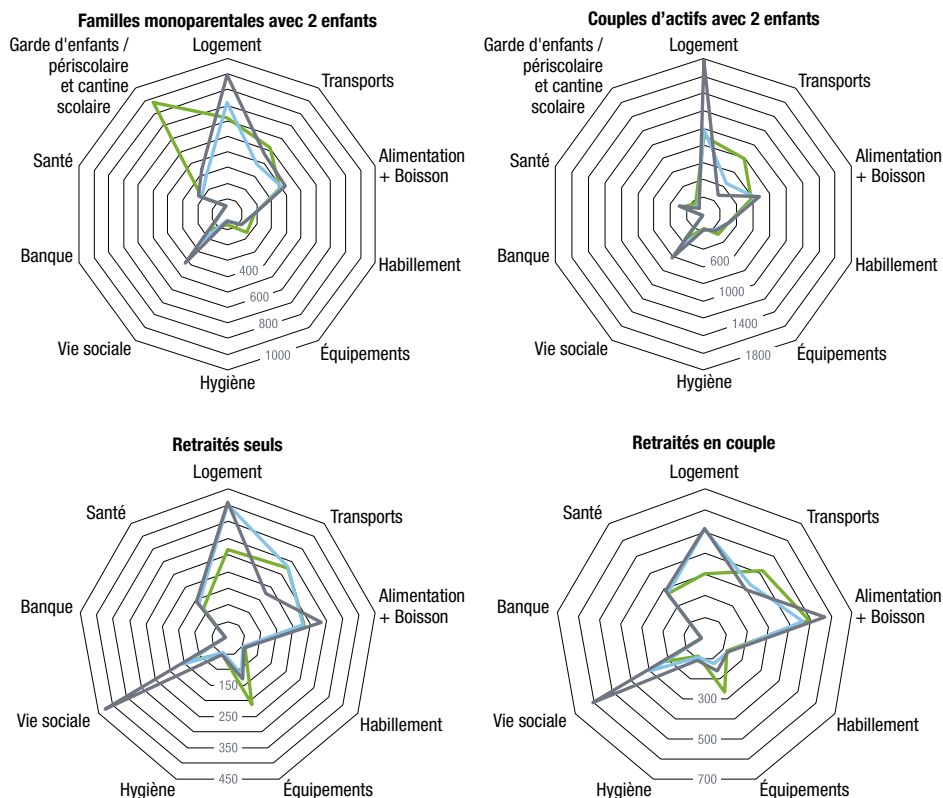 Familles monoparentales avec 2 enfants
Logement
Garde d'enfants /
périscolaire
et cantine
scolaire
Transports
Santé
Alimentation
+ Boisson
Banque
Habillement
Vie sociale
Équipements
Hygiène
400
600
800
1000
Couples d'actifs avec 2 enfants
Logement
Garde d'enfants /
périscolaire
et cantine
scolaire
Transports
Santé
Alimentation
+ Boisson
Banque
Habillement
Vie sociale
Équipements
Hygiène
600
1000
1400
1800
Retraités seuls
Logement
Santé
Transports
Banque
Alimentation
+ Boisson
Vie sociale
Habillement
Hygiène
Équipements
150
250
350
450
Retraités en couple
Logement
Santé
Transports
Banque
Alimentation
+ Boisson
Vie sociale
Habillement
Hygiène
Équipements
300
500
700